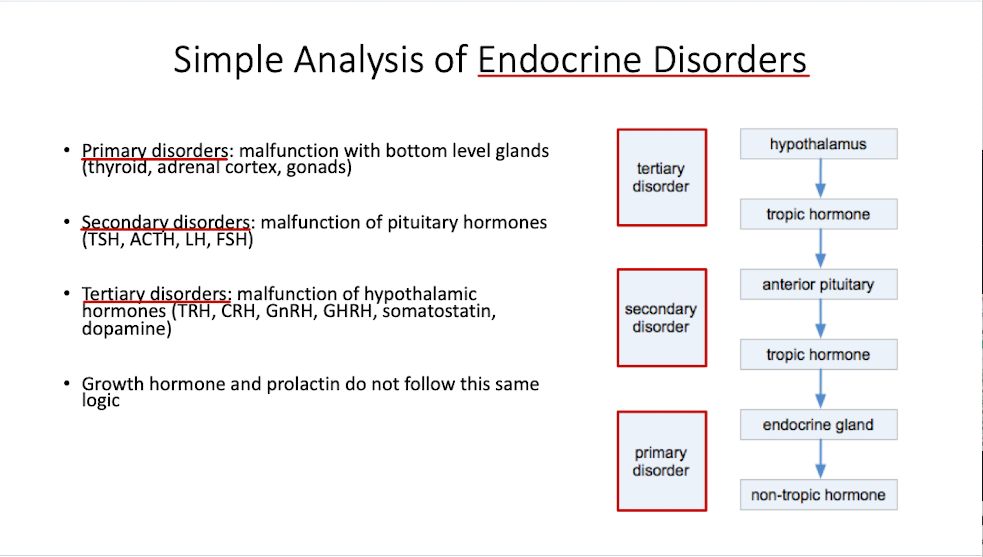 Simple Analysis of Endocrine Disorders
• Primary disorders: malfunction with bottom level glands
(thyroid, adrenal cortex, gonads)
• Secondary disorders: malfunction of pituitary hormones
(TSH, ACTH, LH, FSH)
• Tertiary disorders: malfunction of hypothalamic
hormones (TRH, CRH, GnRH, GHRH, somatostatin,
dopamine)
• Growth hormone and prolactin do not follow this same
logic
tertiary
disorder
secondary
disorder
primary
disorder
hypothalamus
tropic hormone
anterior pituitary
tropic hormone
endocrine gland
non-tropic hormone